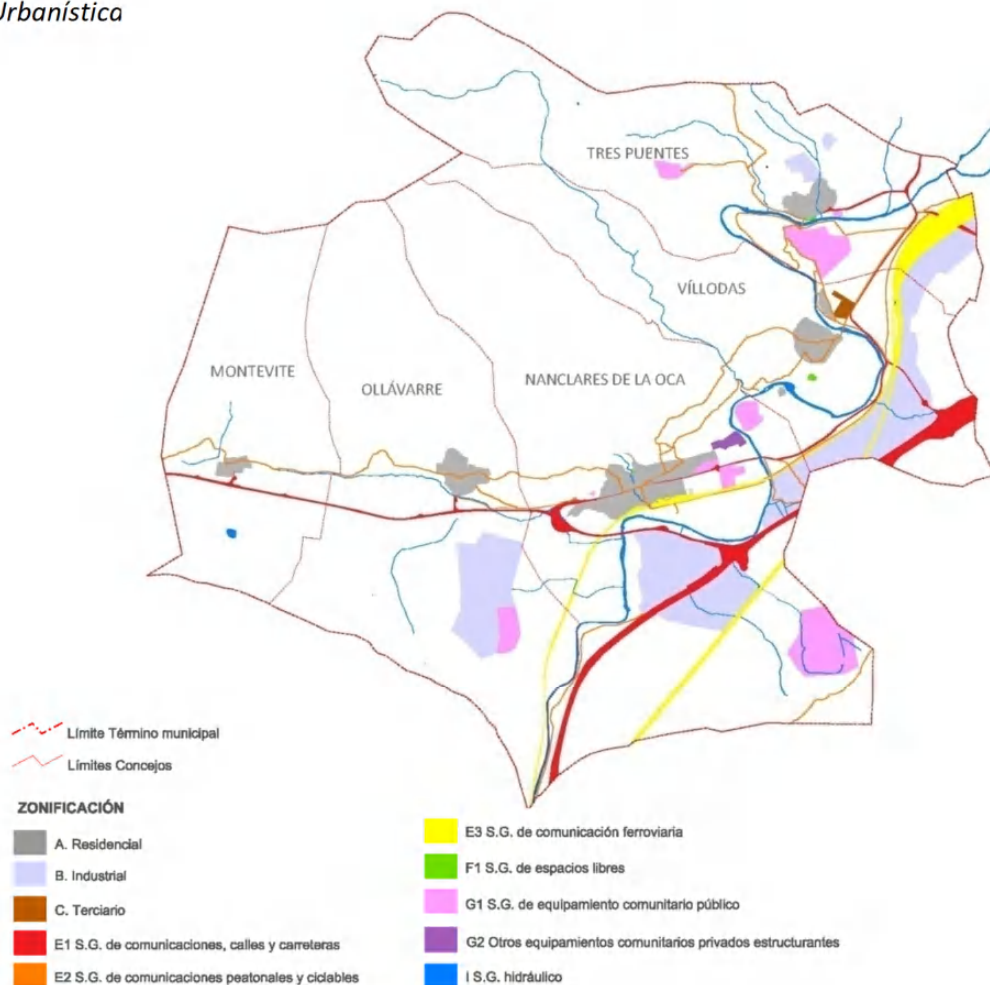 Urbanística
TRES PUENTES
VÍLLODAS
MONTEVITE
OLLÁVARRE
NANCLARES DE LA OCA
Límite Término municipal
Límites Concejos
ZONIFICACIÓN
A. Residencial
B. Industrial
C. Terciario
E1 S.G. de comunicaciones, calles y carreteras
E2 S.G. de comunicaciones peatonales y ciclables
E3 S.G. de comunicación ferroviaria
F1 S.G. de espacios libres
G1 S.G. de equipamiento comunitario público
G2 Otros equipamientos comunitarios privados estructurantes
I S.G. hidráulico